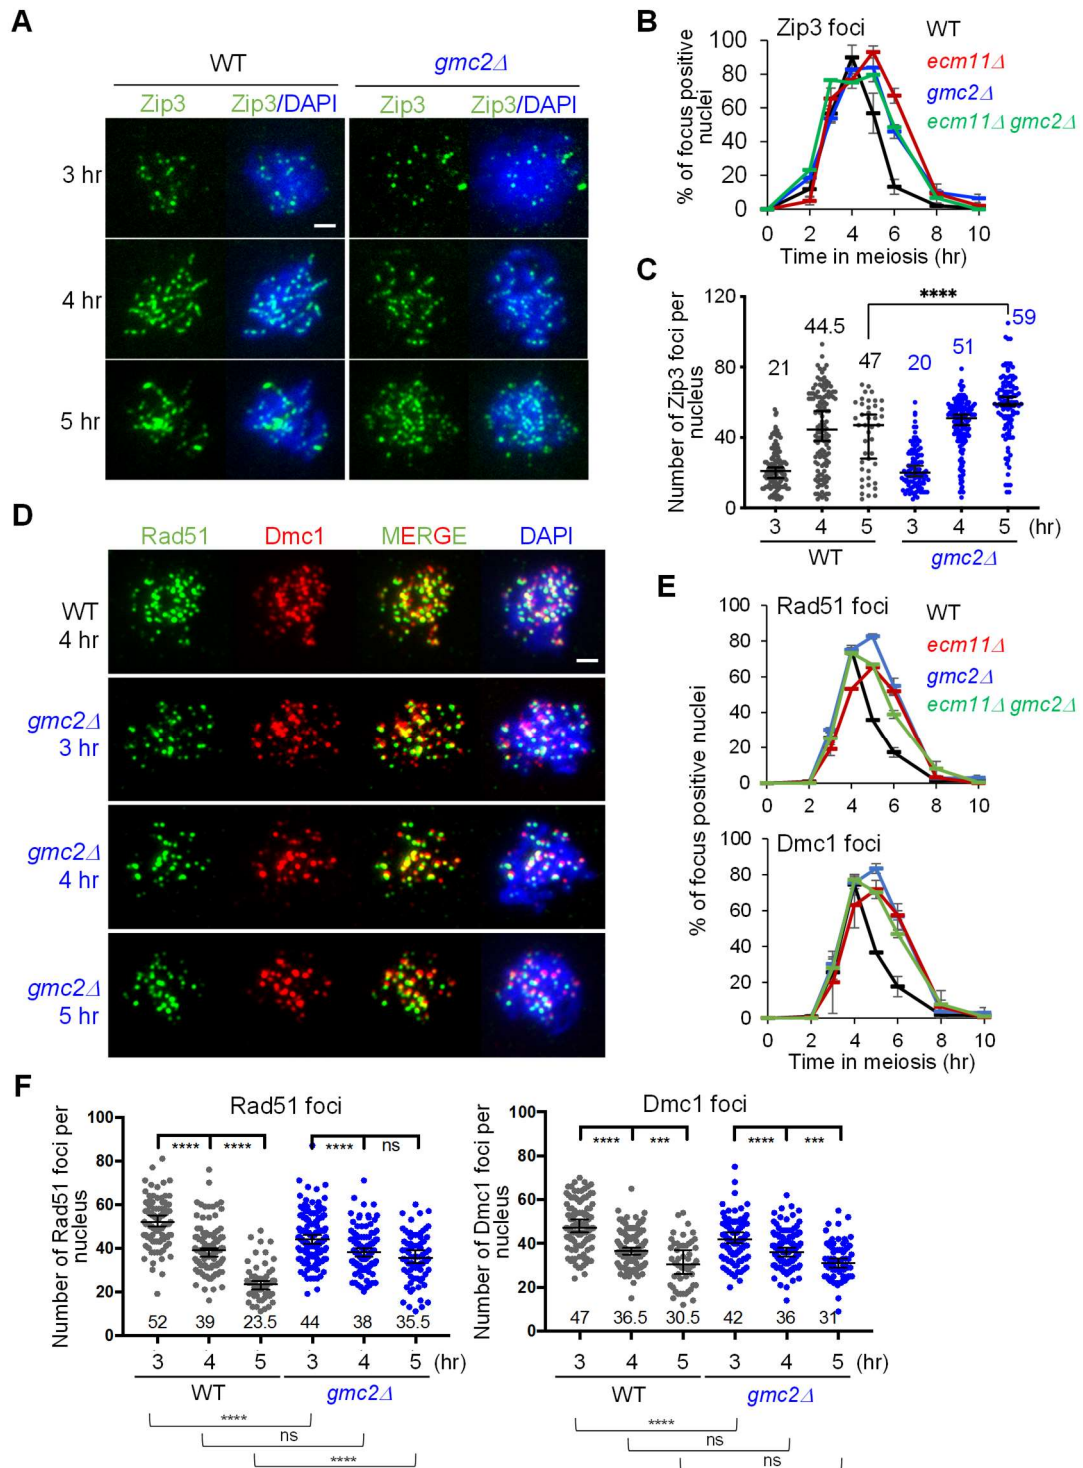 A
WT
gmc2Δ
Zip3 Zip3/DAPI Zip3 Zip3/DAPI
3 hr
4 hr
5 hr
B
Zip3 foci
WT
ecm11Δ
gmc2Δ
ecm11Δ gmc2Δ
% of focus positive
nuclei
100
80
60
40
20
0
0 2 4 6 8 10
Time in meiosis (hr)
C
Number of Zip3 foci per
nucleus
120
80
40
0
21 44.5 47 20 51 59
****
3 4 5 3 4 5 (hr)
WT gmc2Δ
D
Rad51 Dmc1 MERGE DAPI
WT
4 hr
gmc2Δ
3 hr
gmc2Δ
4 hr
gmc2Δ
5 hr
E
Rad51 foci
WT
ecm11Δ
gmc2Δ
ecm11Δ gmc2Δ
% of focus positive nuclei
100
80
60
40
20
0
0 2 4 6 8 10
Dmc1 foci
100
80
60
40
20
0
0 2 4 6 8 10
Time in meiosis (hr)
F
Rad51 foci
Number of Rad51 foci per
nucleus
100
80
60
40
20
0
**** **** **** ns
52 39 23.5 44 38 35.5
3 4 5 3 4 5 (hr)
WT gmc2Δ
****
ns
****
Dmc1 foci
Number of Dmc1 foci per
nucleus
100
80
60
40
20
0
**** *** **** ***
47 36.5 30.5 42 36 31
3 4 5 3 4 5 (hr)
WT gmc2Δ
****
ns
ns